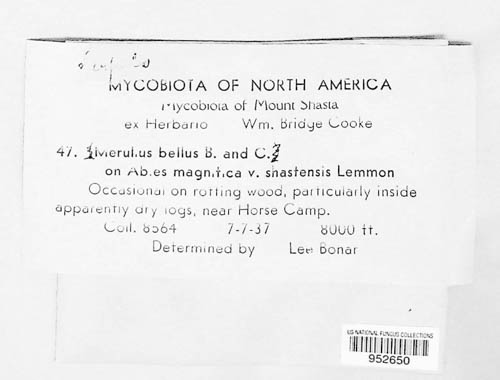 MYCOBIOTA OF NORTH AMERICA
Mycobiota of Mount Shasta
ex Herbario Wm. Bridge Cooke
47. Merulius bellus B. and C.
on Abies magnifica v. shastensis Lemmon
Occasional on rotting wood, particularly inside
apparently dry logs, near Horse Camp.
Coll. 8564 7-7-37 8000 ft.
Determined by Lee Bonar
US NATIONAL FUNGUS COLLECTIONS
952650